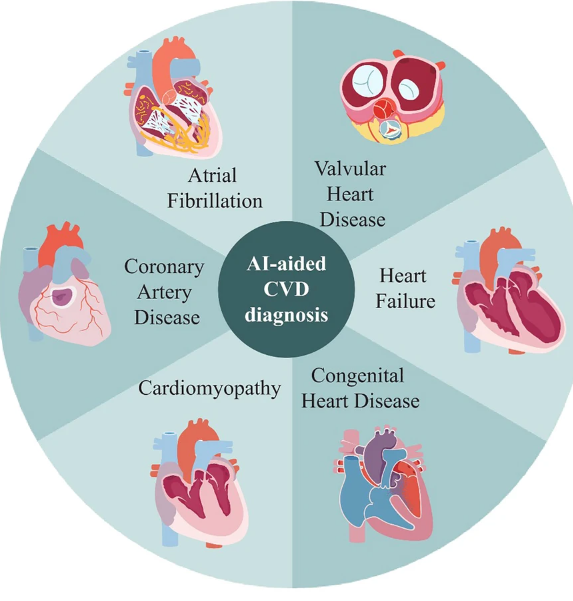 Atrial
Fibrillation
Valvular
Heart
Disease
Coronary
Artery
Disease
AI-aided
CVD
diagnosis
Heart
Failure
Cardiomyopathy
Congenital
Heart Disease